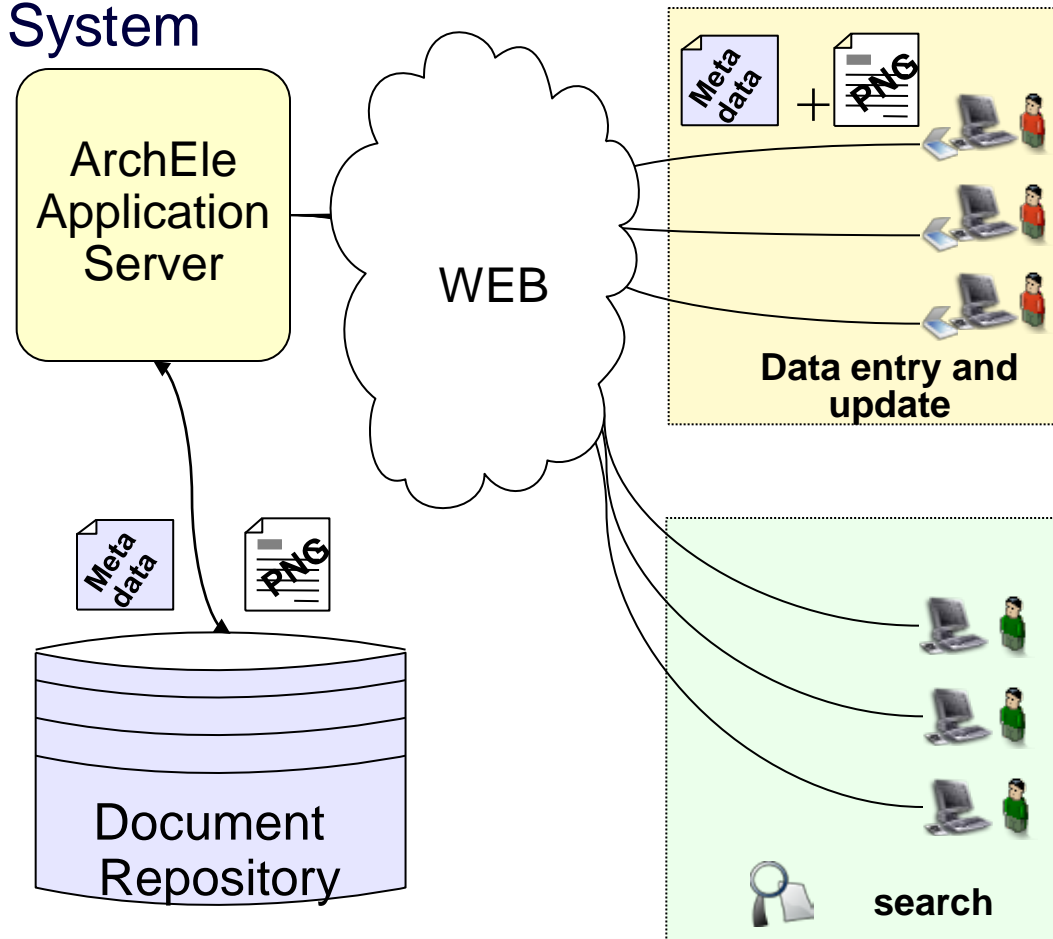 System
ArchEle
Application
Server
WEB
Meta
data
+
PNG
Data entry and
update
Meta
data
PNG
Document
Repository
search